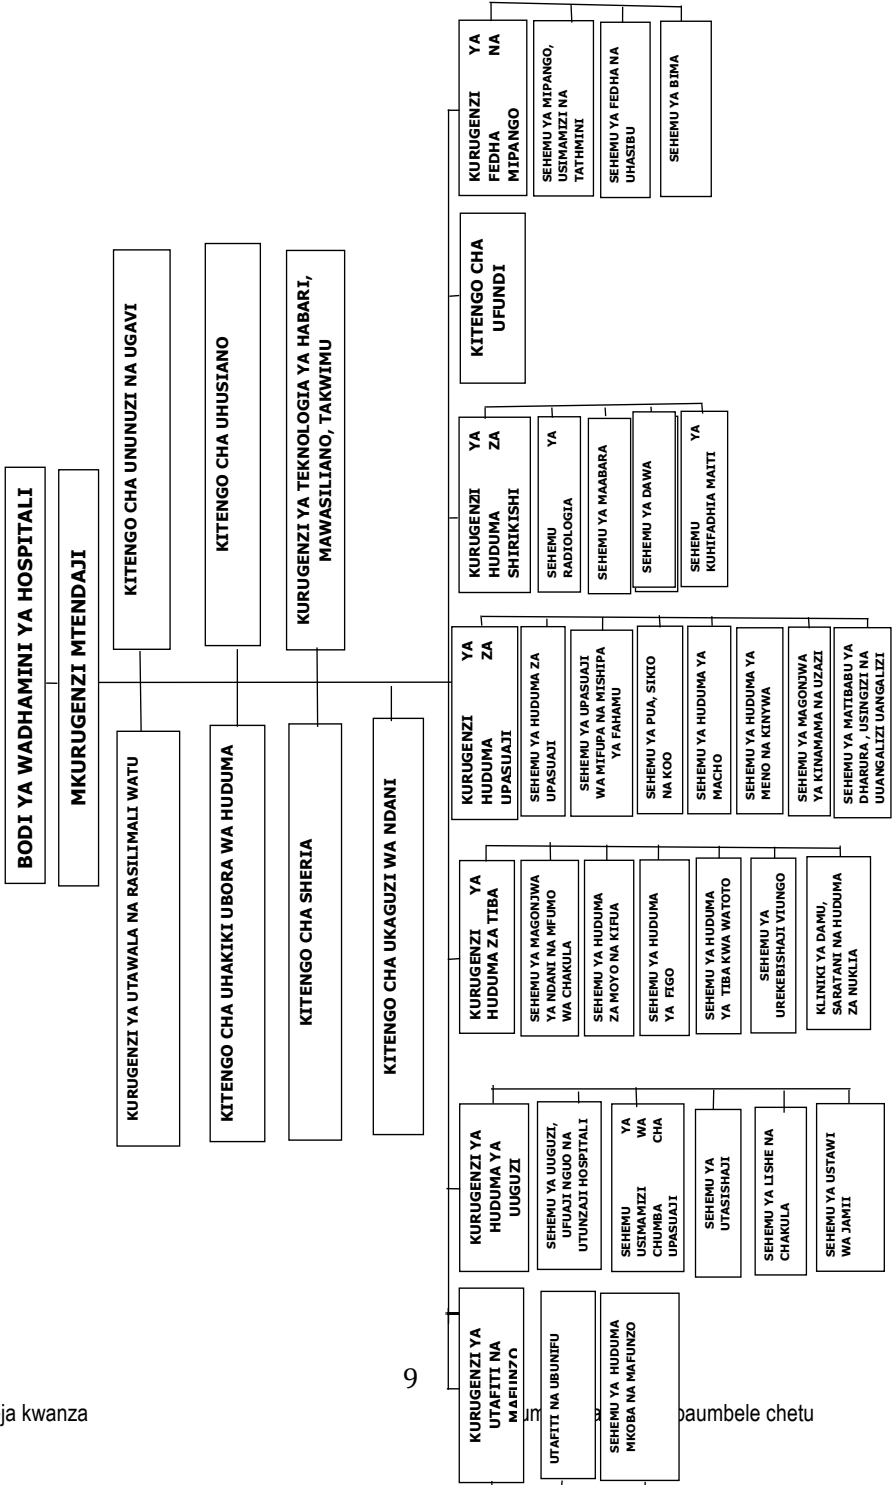 BODI YA WADHAMINI YA HOSPITALI
MKURUGENZI MTENDAJI
KURUGENZI YA UTAWALA NA RASILIMALI WATU
KITENGO CHA UNUNUZI NA UGAVI
KITENGO CHA UHAKIKI UBORA WA HUDUMA
KITENGO CHA UHUSIANO
KITENGO CHA SHERIA
KURUGENZI YA TEKNOLOGIA YA HABARI,
MAWASILIANO, TAKWIMU
KITENGO CHA UKAGUZI WA NDANI
KURUGENZI YA
UTAFITI NA
MAFUNZO
UTAFITI NA UBUNIFU
SEHEMU YA HUDUMA
MKOBA NA MAFUNZO
KURUGENZI YA
HUDUMA YA
UUGUZI
SEHEMU YA UUGUZI,
UFUAJI NGUO NA
UTUNZAJI HOSPITALI
SEHEMU YA
USIMAMIZI WA
CHUMBA CHA
UPASUAJI
SEHEMU YA
UTASISHAJI
SEHEMU YA LISHE NA
CHAKULA
SEHEMU YA USTAWI
WA JAMII
KURUGENZI YA
HUDUMA ZA TIBA
SEHEMU YA MAGONJWA
YA NDANI NA MFUMO
WA CHAKULA
SEHEMU YA HUDUMA
ZA MOYO NA KIFUA
SEHEMU YA HUDUMA
YA FIGO
SEHEMU YA HUDUMA
YA TIBA KWA WATOTO
SEHEMU YA
UREKEBISHAJI VIUNGO
KLINIKI YA DAMU,
SARATANI NA HUDUMA
ZA NUKLIA
KURUGENZI YA
HUDUMA ZA
UPASUAJI
SEHEMU YA HUDUMA ZA
UPASUAJI
SEHEMU YA UPASUAJI
WA MIFUPA NA MISHIPA
YA FAHAMU
SEHEMU YA PUA, SIKIO
NA KOO
SEHEMU YA HUDUMA YA
MACHO
SEHEMU YA HUDUMA YA
MENO NA KINYWA
SEHEMU YA MAGONJWA
YA KINAMAMA NA UZAZI
SEHEMU YA MATIBABU YA
DHARURA , USINGIZI NA
UUANGALIZI UANGALIZI
KURUGENZI YA
HUDUMA ZA
SHIRIKISHI
SEHEMU YA
RADIOLOGIA
SEHEMU YA MAABARA
SEHEMU YA DAWA
SEHEMU YA
KUHIFADHIA MAITI
KITENGO CHA
UFUNDI
KURUGENZI YA
FEDHA NA
MIPANGO
SEHEMU YA MIPANGO,
USIMAMIZI NA
TATHMINI
SEHEMU YA FEDHA NA
UHASIBU
SEHEMU YA BIMA
9
kwanza
chetu